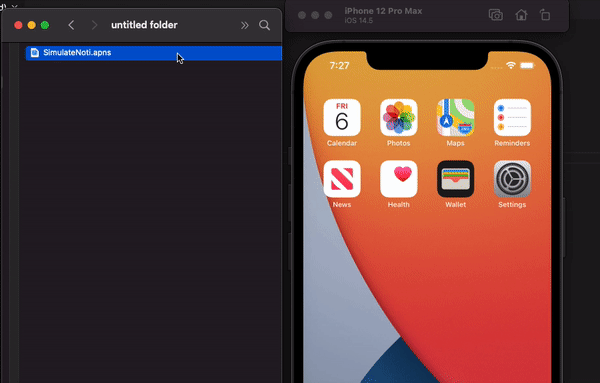 untitled folder
SimulateNoti.apns
iPhone 12 Pro Max
iOS 14.5
7:27
FRI
6
Calendar
Photos
Maps
Reminders
News
Health
Wallet
Settings